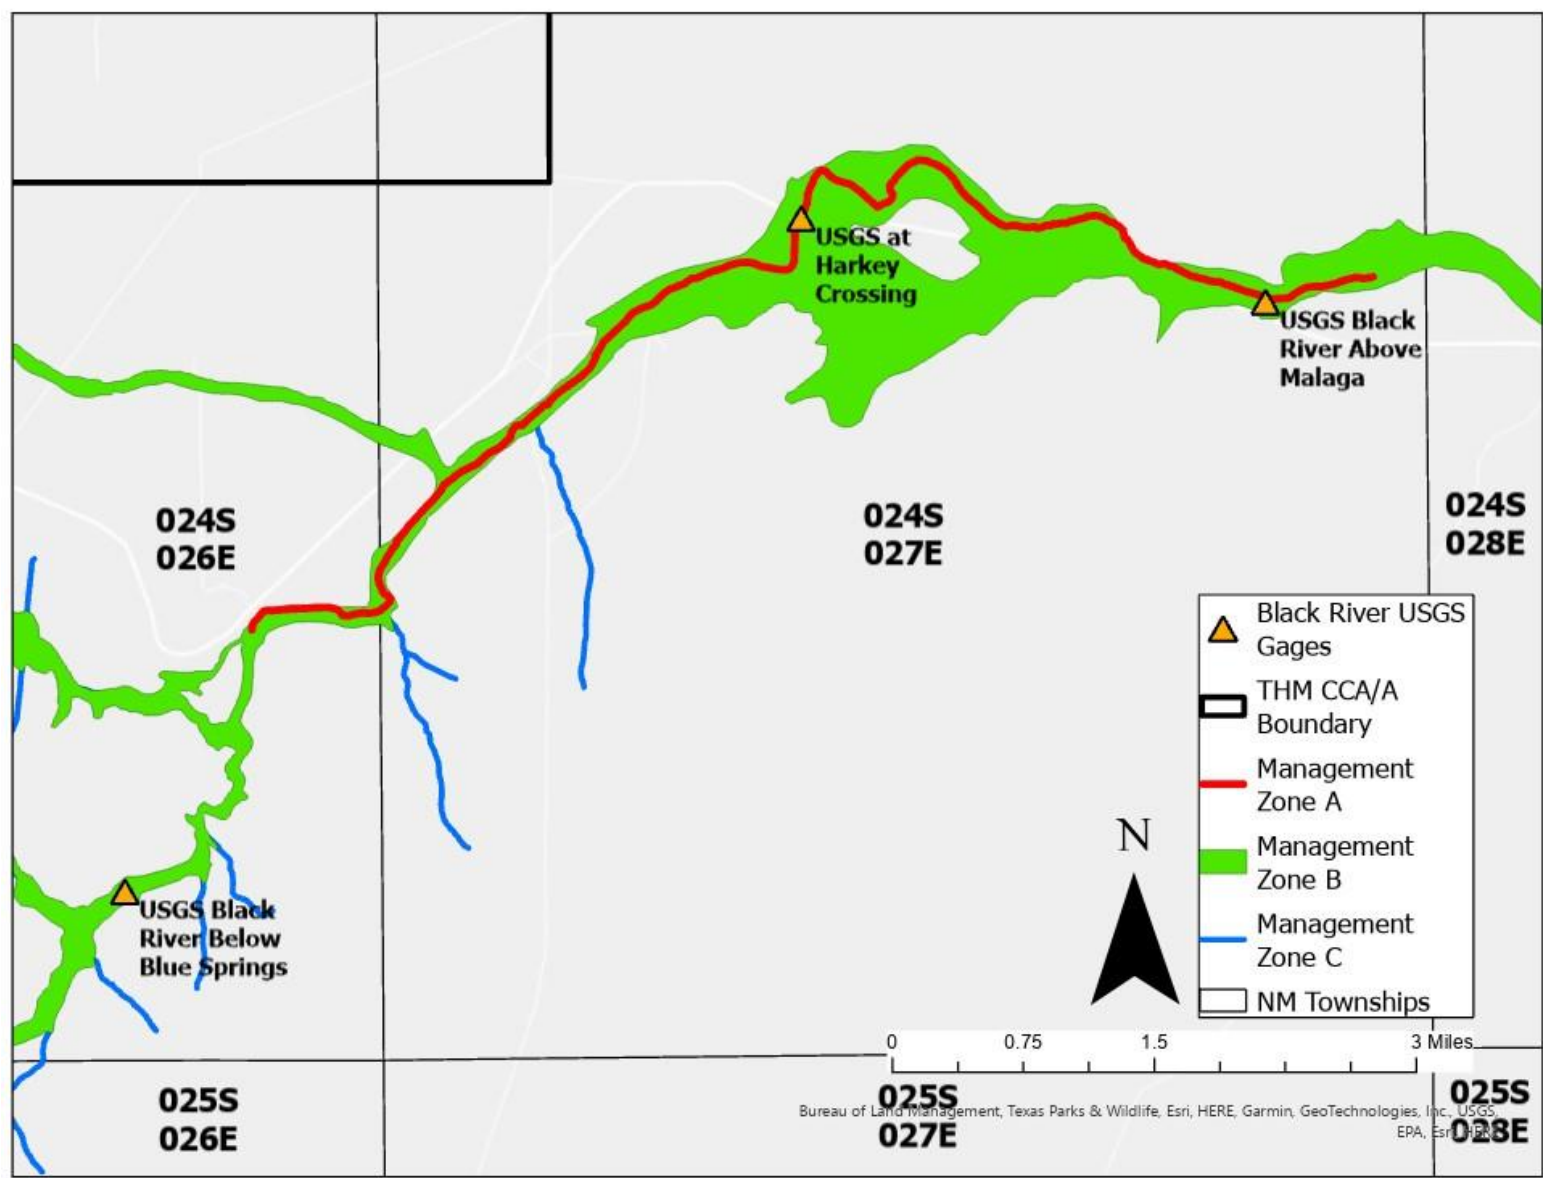 USGS at
Harkey
Crossing
USGS Black
River Above
Malaga
024S
026E
024S
027E
024S
028E
Black River USGS
Gages
THM CCA/A
Boundary
Management
Zone A
Management
Zone B
Management
Zone C
NM Townships
N
USGS Black
River Below
Blue Springs
0 0.75 1.5 3 Miles
025S
026E
025S
027E
025S
028E
Bureau of Land Management, Texas Parks & Wildlife, Esri, HERE, Garmin, GeoTechnologies, Inc., USGS,
EPA, Esri, HERE